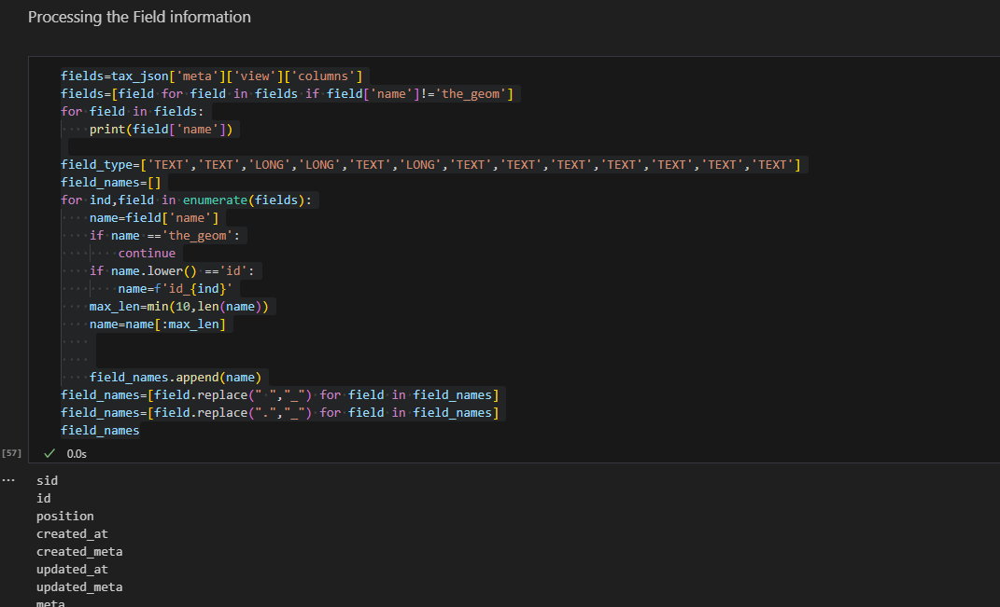 Processing the Field information
fields=tax_json['meta']['view']['columns']
fields=[field for field in fields if field['name']!='the_geom']
for field in fields:
    print(field['name'])
field_type=['TEXT','TEXT','LONG','LONG','TEXT','LONG','TEXT','TEXT','TEXT','TEXT','TEXT','TEXT','TEXT']
field_names=[]
for ind,field in enumerate(fields):
    name=field['name']
    if name =='the_geom':
        continue
    if name.lower() =='id':
        name=f'id_{ind}'
    max_len=min(10,len(name))
    name=name[:max_len]
    field_names.append(name)
field_names=[field.replace(" ","_") for field in field_names]
field_names=[field.replace(".","_") for field in field_names]
field_names
[57] ✓ 0.0s
... sid
id
position
created_at
created_meta
updated_at
updated_meta
meta